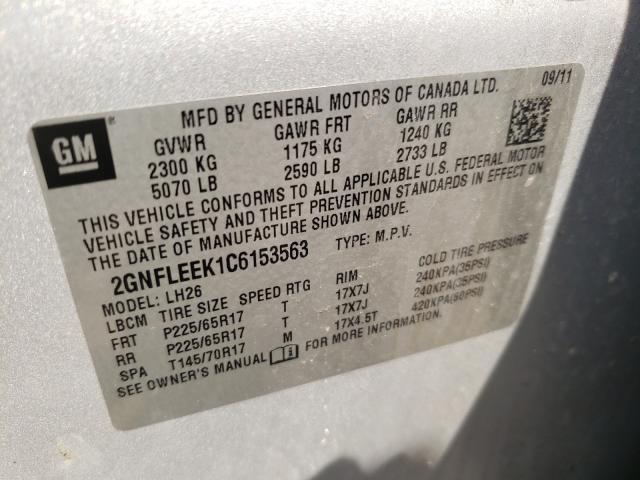 09/11
MFD BY GENERAL MOTORS OF CANADA LTD.
GM®
GVWR GAWR FRT GAWR RR
2300 KG 1175 KG 1240 KG
5070 LB 2590 LB 2733 LB
THIS VEHICLE CONFORMS TO ALL APPLICABLE U.S. FEDERAL MOTOR
VEHICLE SAFETY AND THEFT PREVENTION STANDARDS IN EFFECT ON
THE DATE OF MANUFACTURE SHOWN ABOVE.
2GNFLEEK1C6153563 TYPE: M.P.V.
MODEL: LH26
LBCM TIRE SIZE SPEED RTG RIM COLD TIRE PRESSURE
FRT P225/65R17 T 17X7J 240KPA(35PSI)
RR P225/65R17 T 17X7J 240KPA(35PSI)
SPA T145/70R17 M 17X4.5T 420KPA(60PSI)
SEE OWNER'S MANUAL FOR MORE INFORMATION.